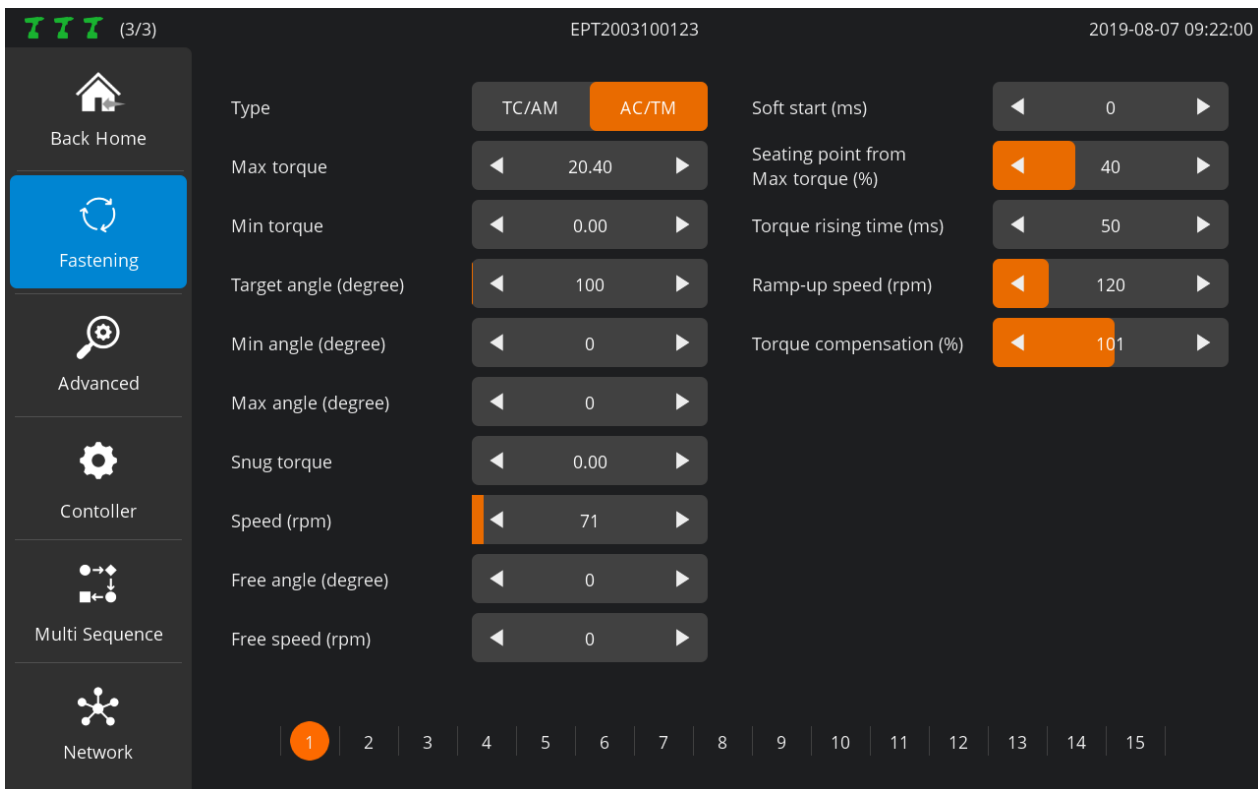 (3/3)
EPT2003100123
2019-08-07 09:22:00
Back Home
Fastening
Advanced
Contoller
Multi Sequence
Network
Type
TC/AM AC/TM
Max torque
20.40
Min torque
0.00
Target angle (degree)
100
Min angle (degree)
0
Max angle (degree)
0
Snug torque
0.00
Speed (rpm)
71
Free angle (degree)
0
Free speed (rpm)
0
Soft start (ms)
0
Seating point from
Max torque (%)
40
Torque rising time (ms)
50
Ramp-up speed (rpm)
120
Torque compensation (%)
101
1 2 3 4 5 6 7 8 9 10 11 12 13 14 15